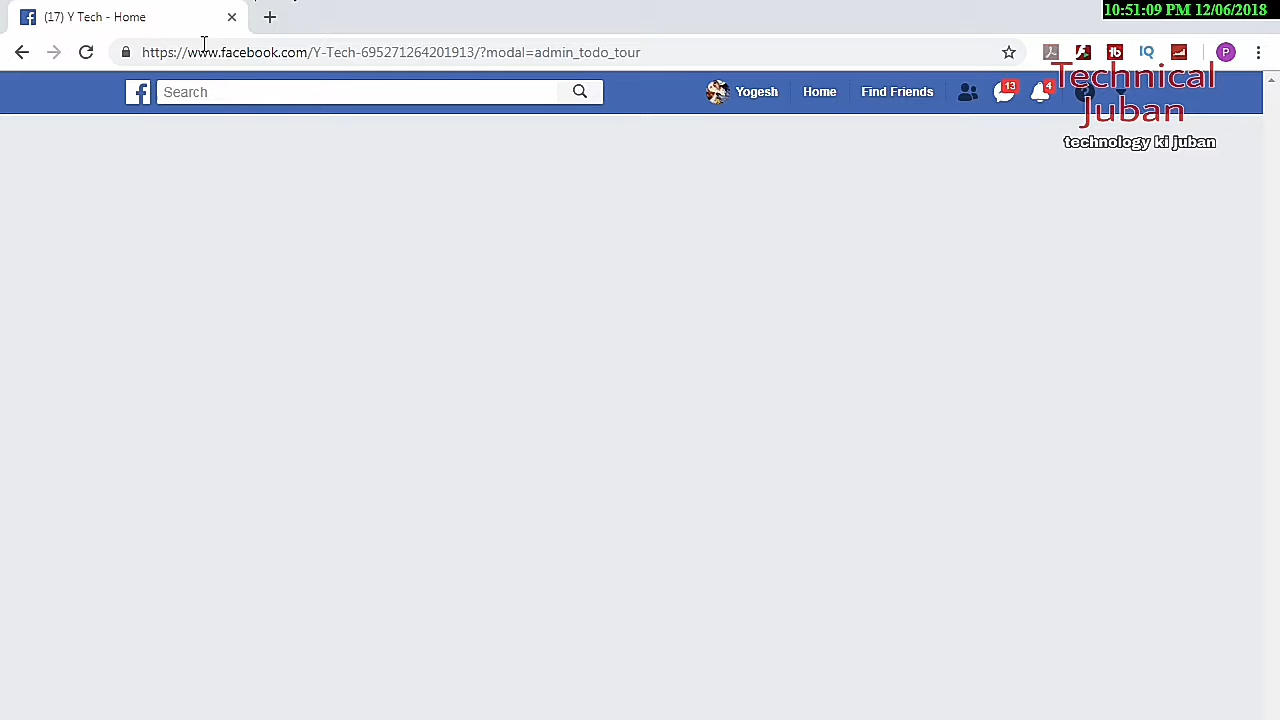 10:51:09 PM 12/06/2018
(17) Y Tech - Home
https://www.facebook.com/Y-Tech-695271264201913/?modal=admin_todo_tour
IQ
P
Search
Yogesh
Home
Find Friends
13
4
Technical
Juban
technology ki juban